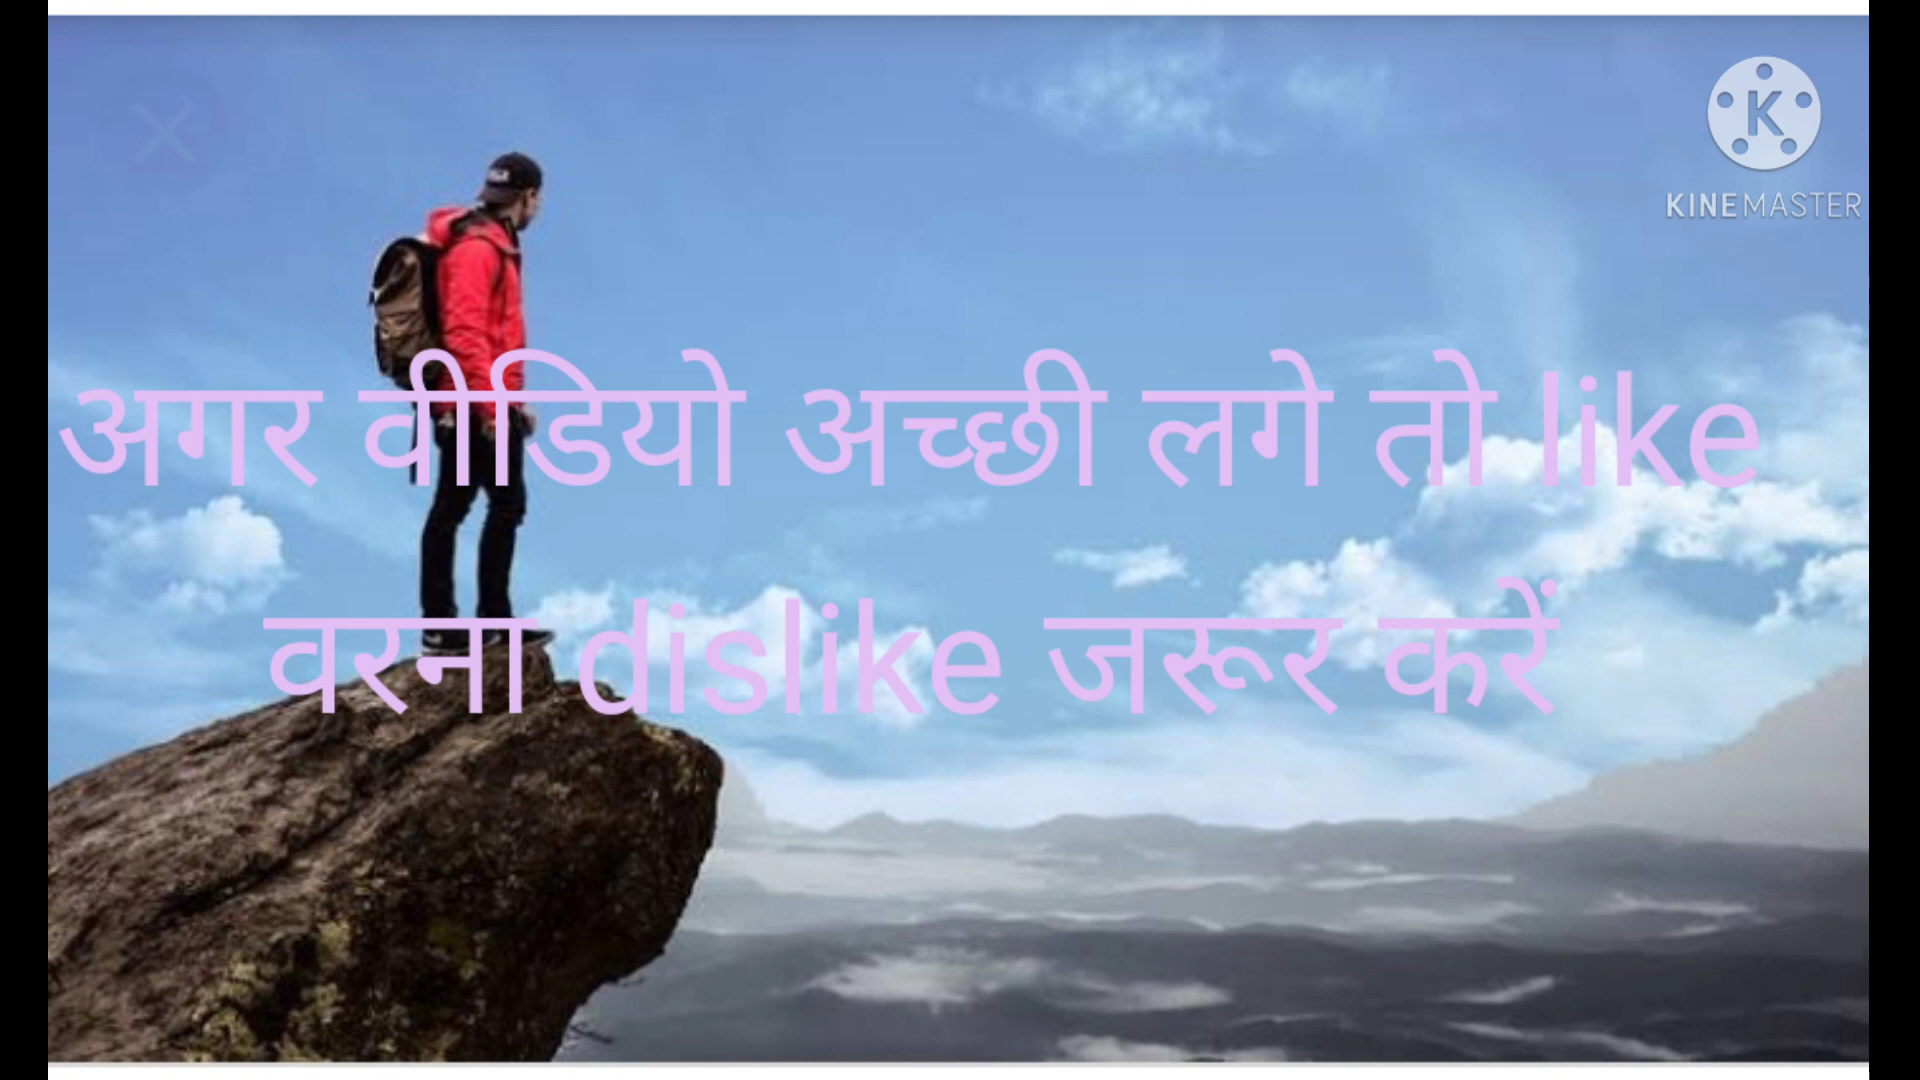 K
KINEMASTER
अगर वीडियो अच्छी लगे तो like
वरना dislike जरूर करें